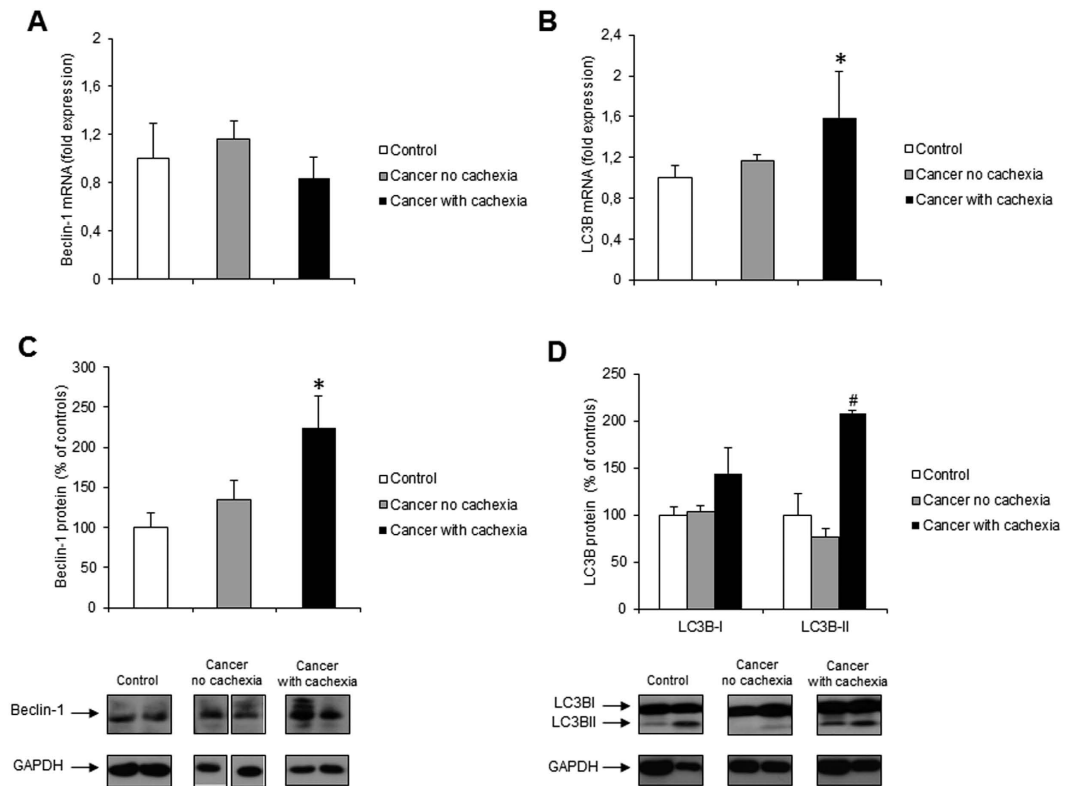 A
Beclin-1 mRNA (fold expression)
2
1,6
1,2
0,8
0,4
0
Control
Cancer no cachexia
Cancer with cachexia
B
LC3B mRNA (fold expression)
2,4
2
1,6
1,2
0,8
0,4
0
*
Control
Cancer no cachexia
Cancer with cachexia
C
Beclin-1 protein (% of controls)
300
250
200
150
100
50
0
*
Control
Cancer no cachexia
Cancer with cachexia
Control
Cancer
no cachexia
Cancer
with cachexia
Beclin-1
GAPDH
D
LC3B protein (% of controls)
250
200
150
100
50
0
#
LC3B-I
LC3B-II
Control
Cancer no cachexia
Cancer with cachexia
Control
Cancer
no cachexia
Cancer
with cachexia
LC3BI
LC3BII
GAPDH